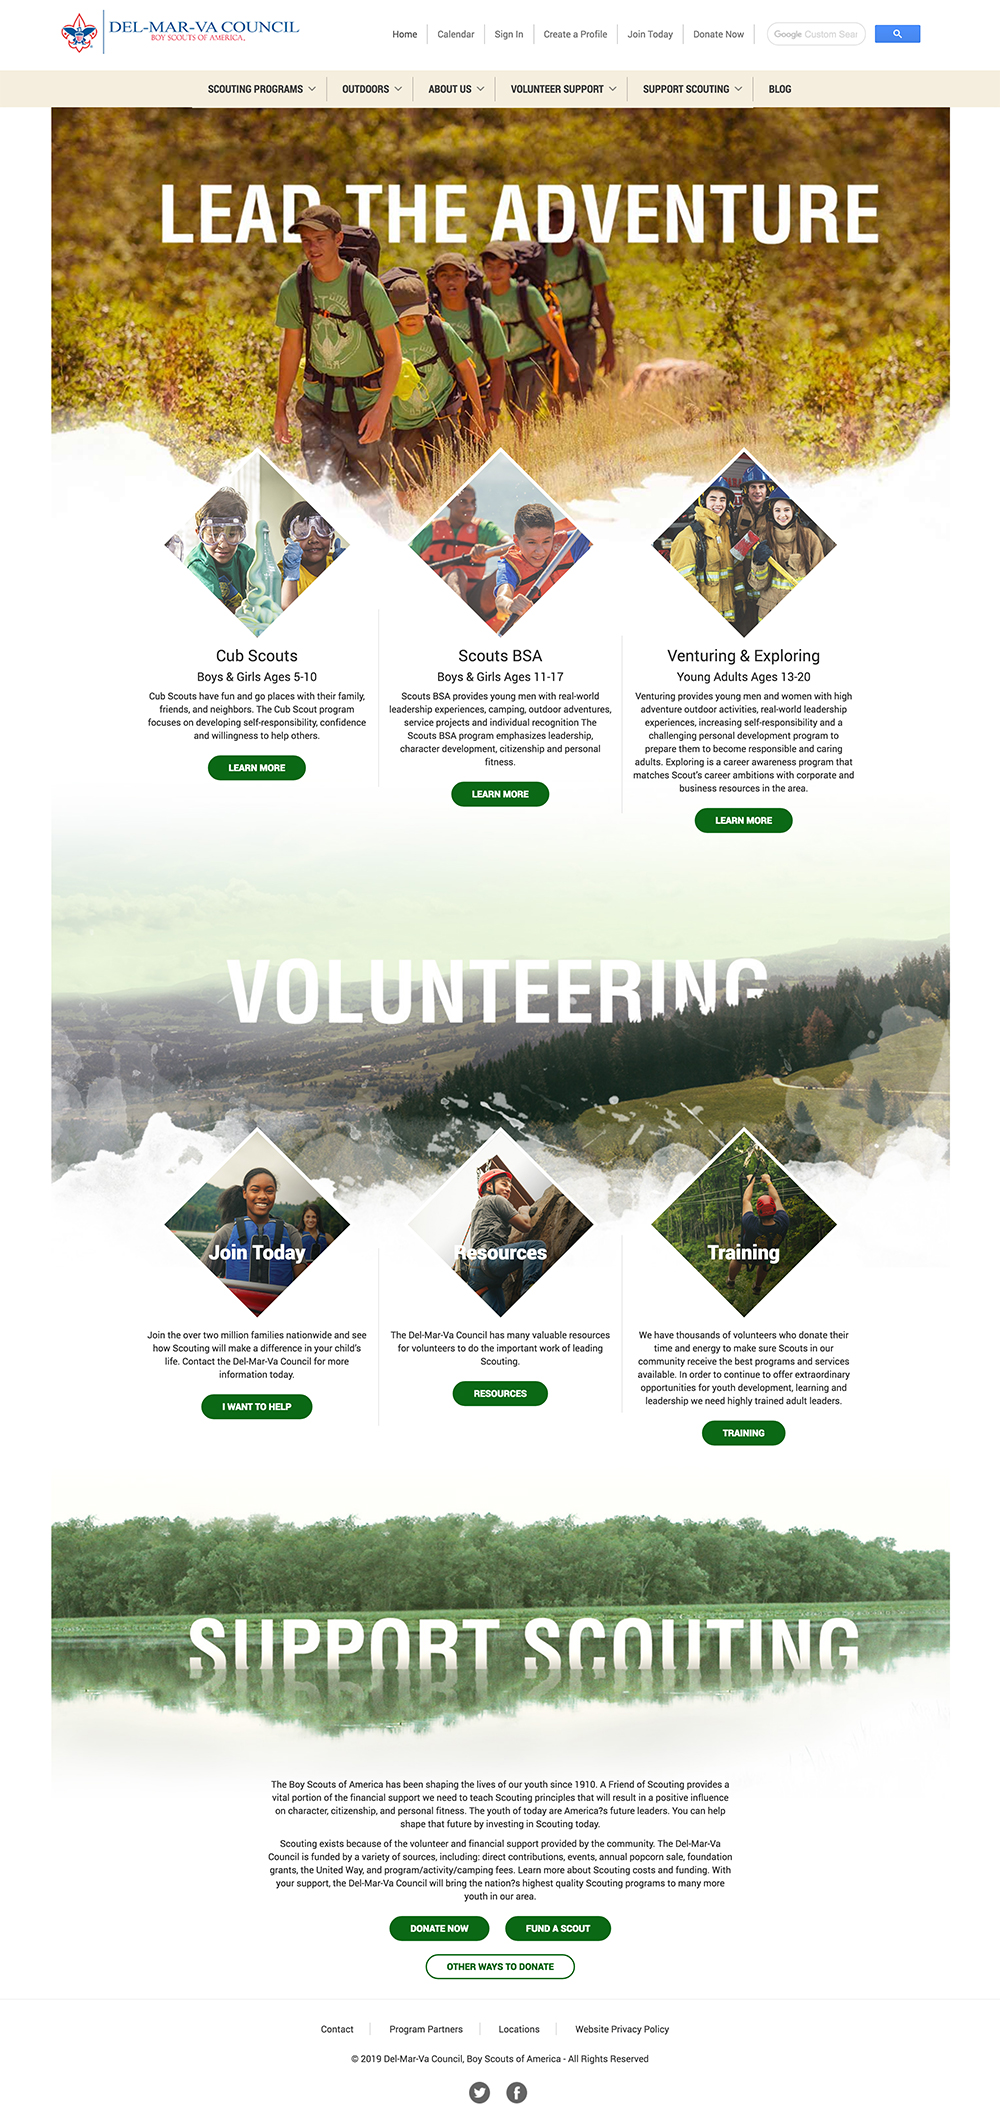 DEL-MAR-VA COUNCIL
BOY SCOUTS OF AMERICA
Home
Calendar
Sign In
Create a Profile
Join Today
Donate Now
Google Custom Sear
SCOUTING PROGRAMS
OUTDOORS
ABOUT US
VOLUNTEER SUPPORT
SUPPORT SCOUTING
BLOG
LEAD THE ADVENTURE
Cub Scouts
Boys & Girls Ages 5-10
Cub Scouts have fun and go places with their family,
friends, and neighbors. The Cub Scout program
focuses on developing self-responsibility, confidence
and willingness to help others.
LEARN MORE
Scouts BSA
Boys & Girls Ages 11-17
Scouts BSA provides young men with real-world
leadership experiences, camping, outdoor adventures,
service projects and individual recognition The
Scouts BSA program emphasizes leadership,
character development, citizenship and personal
fitness.
LEARN MORE
Venturing & Exploring
Young Adults Ages 13-20
Venturing provides young men and women with high
adventure outdoor activities, real-world leadership
experiences, increasing self-responsibility and a
challenging personal development program to
prepare them to become responsible and caring
adults. Exploring is a career awareness program that
matches Scout's career ambitions with corporate and
business resources in the area.
LEARN MORE
VOLUNTEERING
Join Today
Join the over two million families nationwide and see
how Scouting will make a difference in your child's
life. Contact the Del-Mar-Va Council for more
information today.
I WANT TO HELP
Resources
The Del-Mar-Va Council has many valuable resources
for volunteers to do the important work of leading
Scouting.
RESOURCES
Training
We have thousands of volunteers who donate their
time and energy to make sure Scouts in our
community receive the best programs and services
available. In order to continue to offer extraordinary
opportunities for youth development, learning and
leadership we need highly trained adult leaders.
TRAINING
SUPPORT SCOUTING
The Boy Scouts of America has been shaping the lives of our youth since 1910. A Friend of Scouting provides a
vital portion of the financial support we need to teach Scouting principles that will result in a positive influence
on character, citizenship, and personal fitness. The youth of today are America?s future leaders. You can help
shape that future by investing in Scouting today.
Scouting exists because of the volunteer and financial support provided by the community. The Del-Mar-Va
Council is funded by a variety of sources, including: direct contributions, events, annual popcorn sale, foundation
grants, the United Way, and program/activity/camping fees. Learn more about Scouting costs and funding. With
your support, the Del-Mar-Va Council will bring the nation?s highest quality Scouting programs to many more
youth in our area.
DONATE NOW
FUND A SCOUT
OTHER WAYS TO DONATE
Contact
Program Partners
Locations
Website Privacy Policy
© 2019 Del-Mar-Va Council, Boy Scouts of America - All Rights Reserved